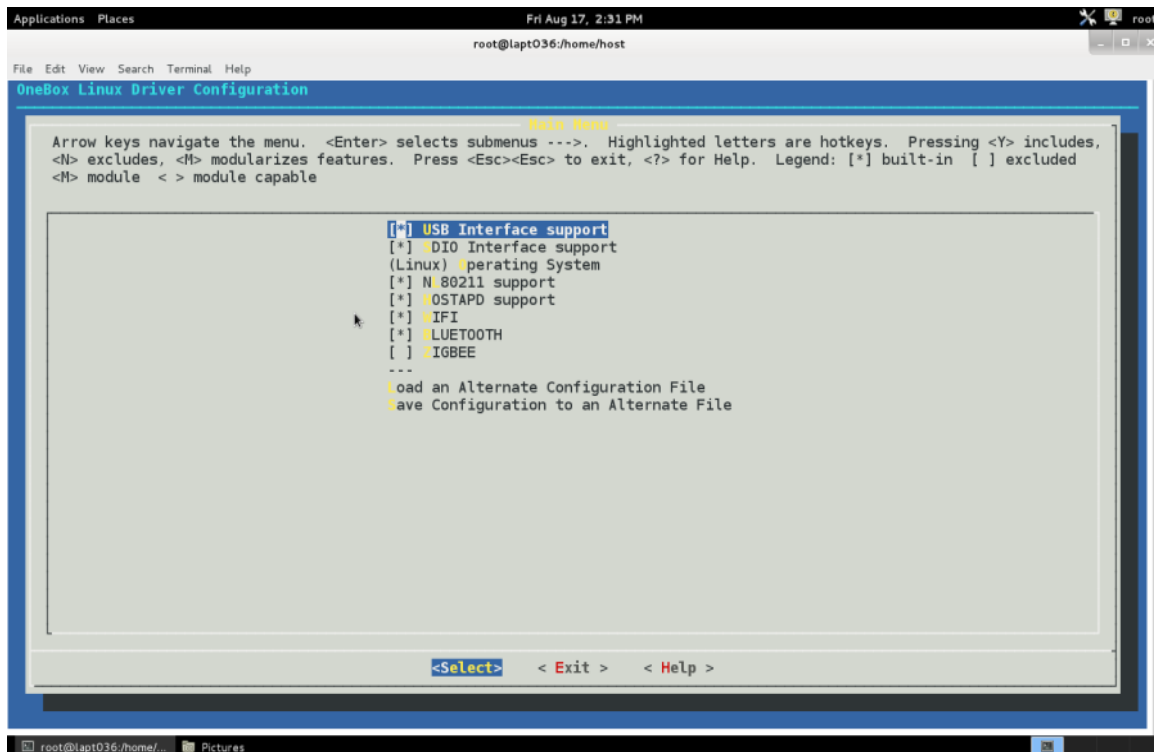 Applications Places Fri Aug 17, 2:31 PM root
root@lapt036:/home/host
File Edit View Search Terminal Help
OneBox Linux Driver Configuration
Main Menu
Arrow keys navigate the menu. <Enter> selects submenus --->. Highlighted letters are hotkeys. Pressing <Y> includes,
<N> excludes, <M> modularizes features. Press <Esc><Esc> to exit, <?> for Help. Legend: [*] built-in [ ] excluded
<M> module < > module capable
[*] USB Interface support
[*] SDIO Interface support
(Linux) Operating System
[*] NL80211 support
[*] HOSTAPD support
[*] WIFI
[*] BLUETOOTH
[ ] ZIGBEE
---
Load an Alternate Configuration File
Save Configuration to an Alternate File
<Select> < Exit > < Help >
root@lapt036:/home/... Pictures